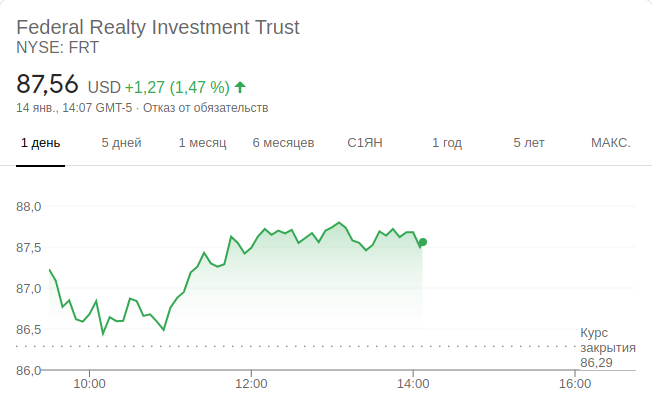 Federal Realty Investment Trust
NYSE: FRT
87,56 USD +1,27 (1,47 %)
14 янв., 14:07 GMT-5 · Отказ от обязательств
1 день 5 дней 1 месяц 6 месяцев С1ЯН 1 год 5 лет МАКС.
88,0
87,5
87,0
86,5
86,0
Курс
закрытия
86,29
10:00 12:00 14:00 16:00